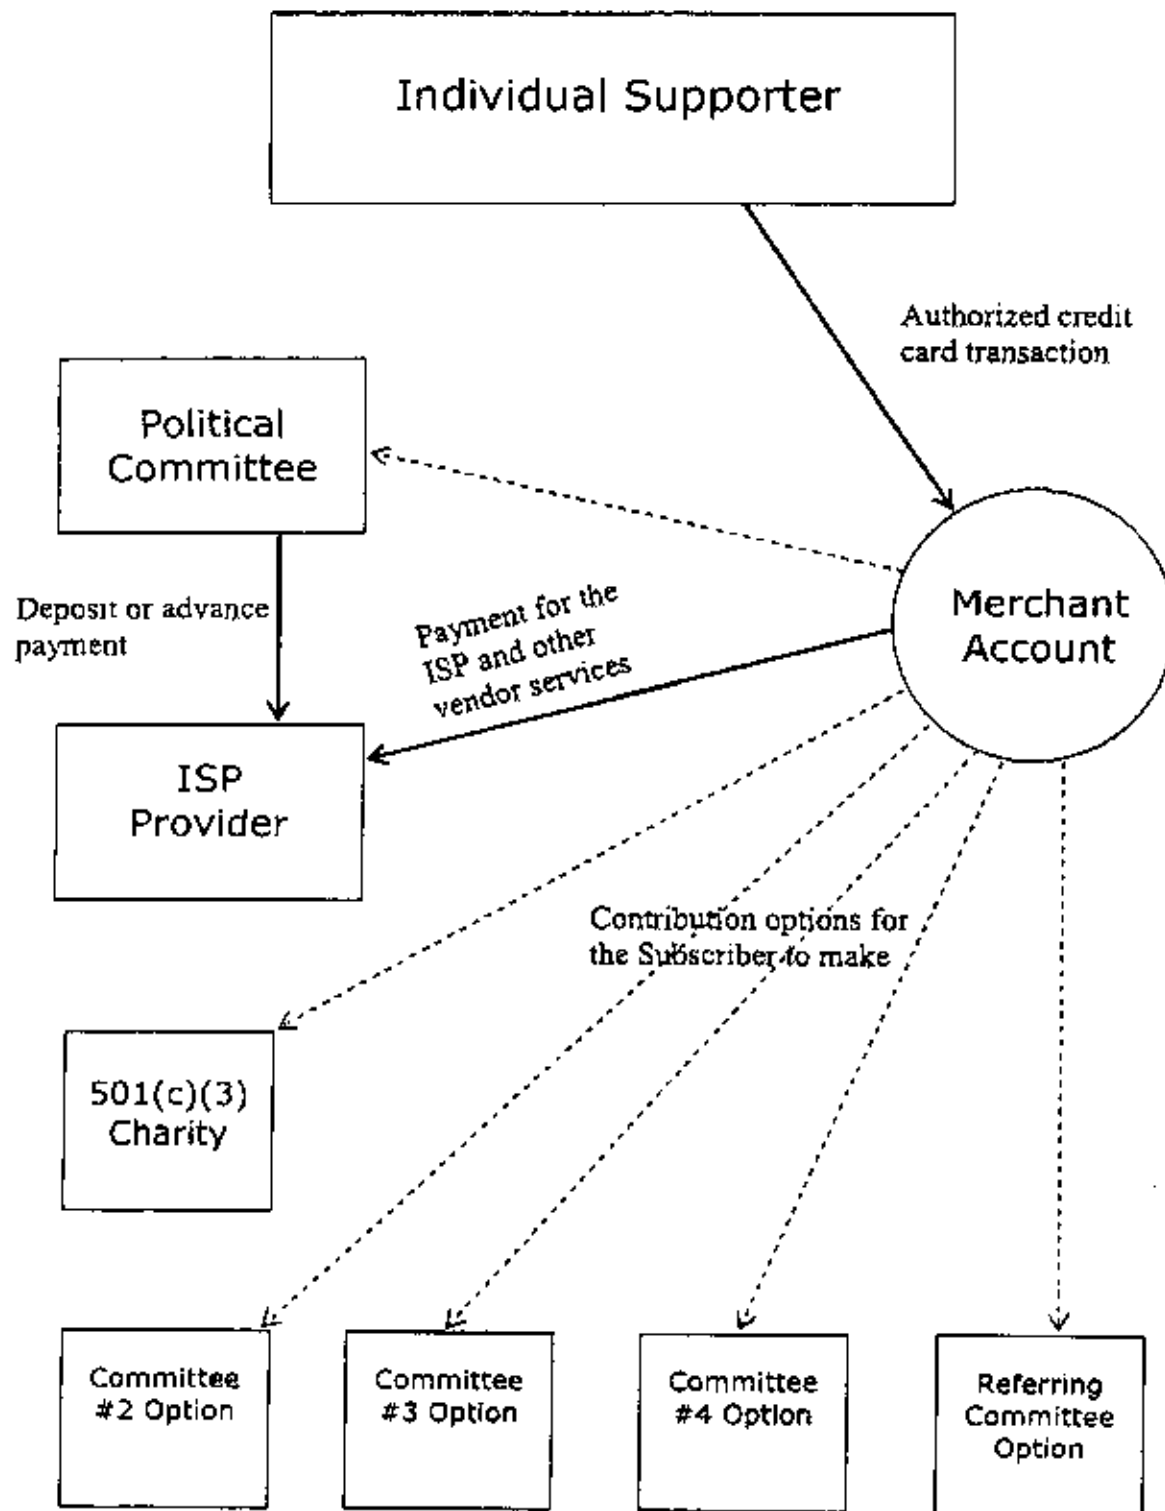 Individual Supporter
Authorized credit
card transaction
Political
Committee
Merchant
Account
Deposit or advance
payment
Payment for the
ISP and other
vendor services
ISP
Provider
Contribution options for
the Subscriber to make
501(c)(3)
Charity
Committee
#2 Option
Committee
#3 Option
Committee
#4 Option
Referring
Committee
Option